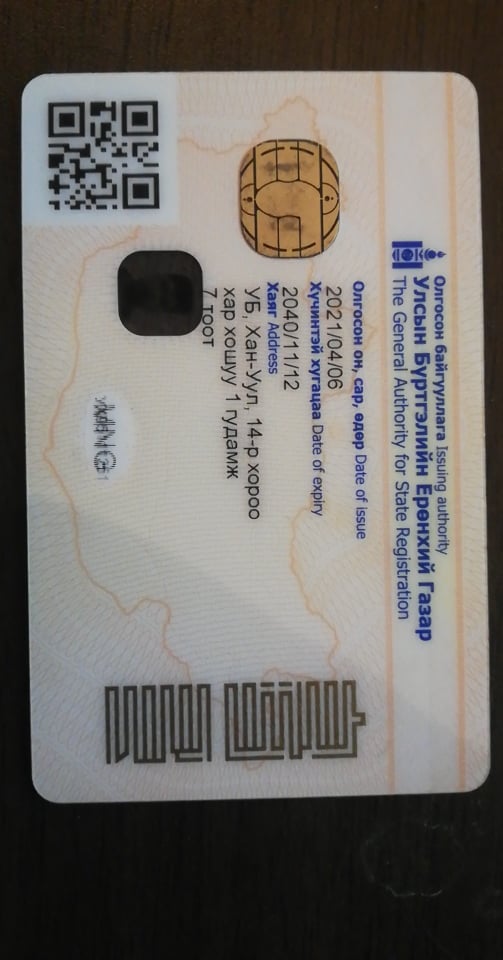 Олгосон байгууллага Issuing authority
Улсын Бүртгэлийн Ерөнхий Газар
The General Authority for State Registration
Олгосон он, сар, өдөр Date of issue
2021/04/06
Хүчинтэй хугацаа Date of expiry
2040/11/12
Хаяг Address
УБ, Хан-Уул, 14-р хороо
хар хошуу 1 гудамж
7 тоот